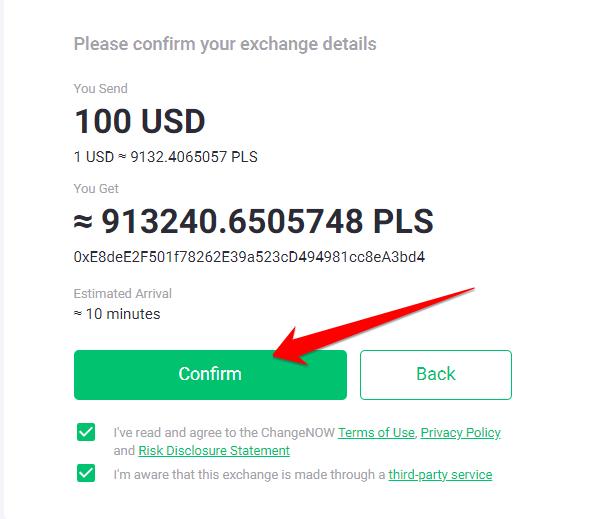 Please confirm your exchange details
You Send
100 USD
1 USD ≈ 9132.4065057 PLS
You Get
≈ 913240.6505748 PLS
0xE8deE2F501f78262E39a523cD494981cc8eA3bd4
Estimated Arrival
≈ 10 minutes
Confirm
Back
I've read and agree to the ChangeNOW Terms of Use, Privacy Policy
and Risk Disclosure Statement
I'm aware that this exchange is made through a third-party service